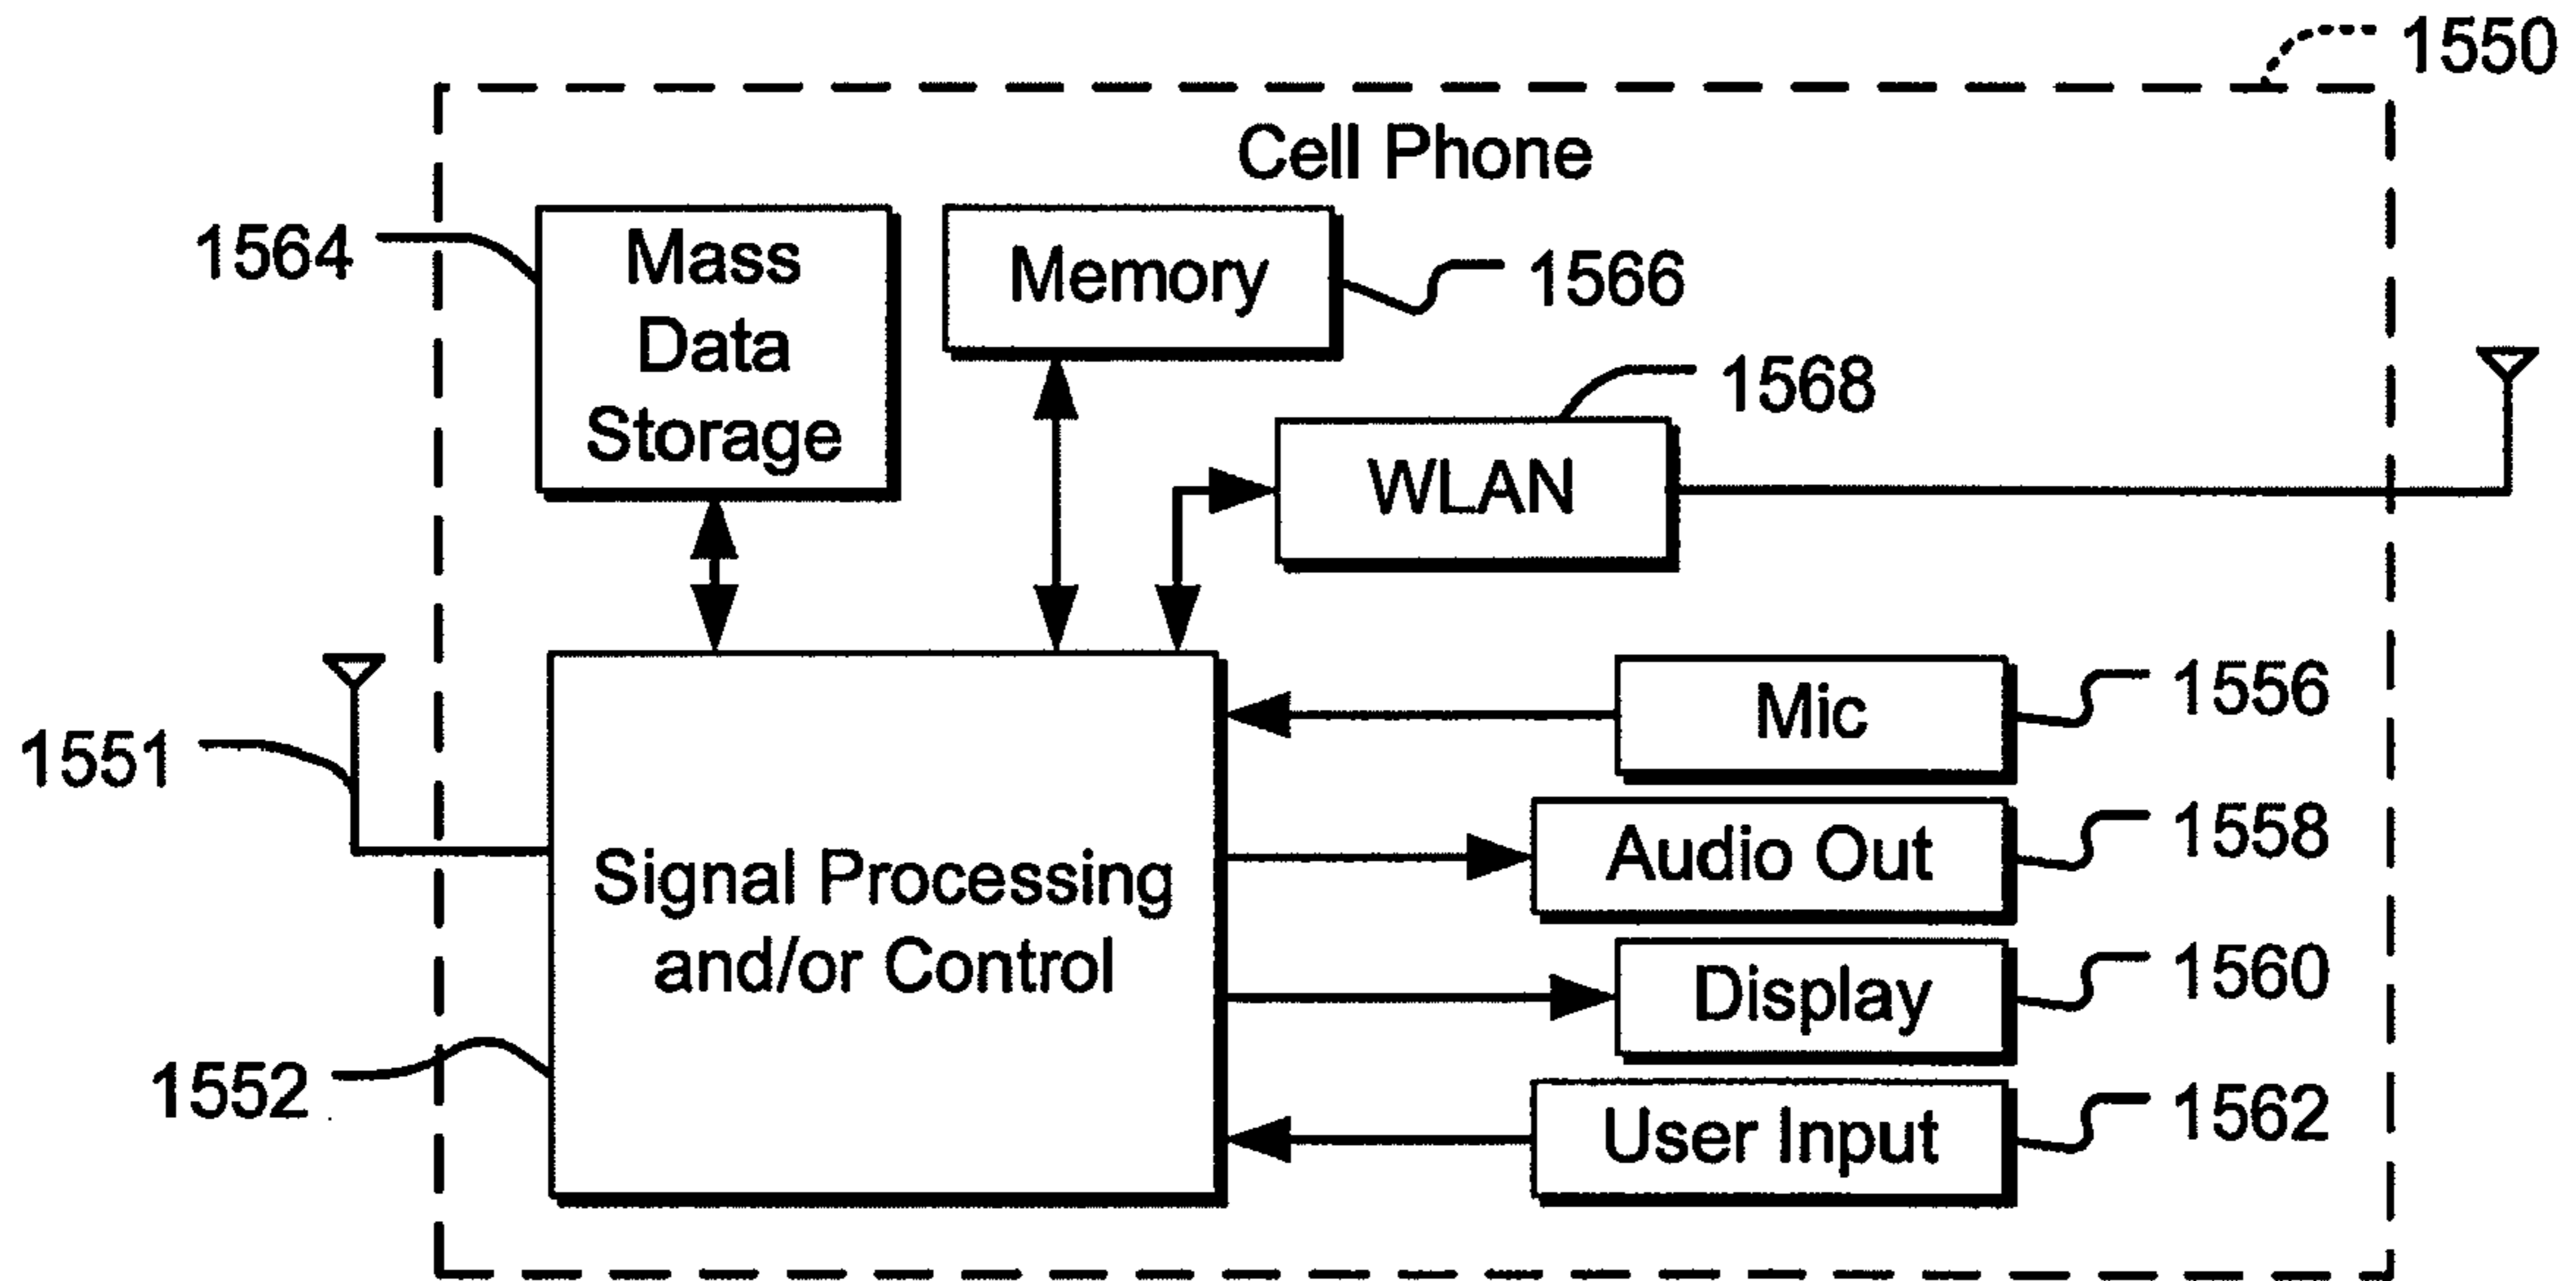 1550
Cell Phone
1564
Mass
Data
Storage
Memory
1566
1568
WLAN
1551
Mic
1556
Signal Processing
and/or Control
Audio Out
1558
Display
1560
1552
User Input
1562